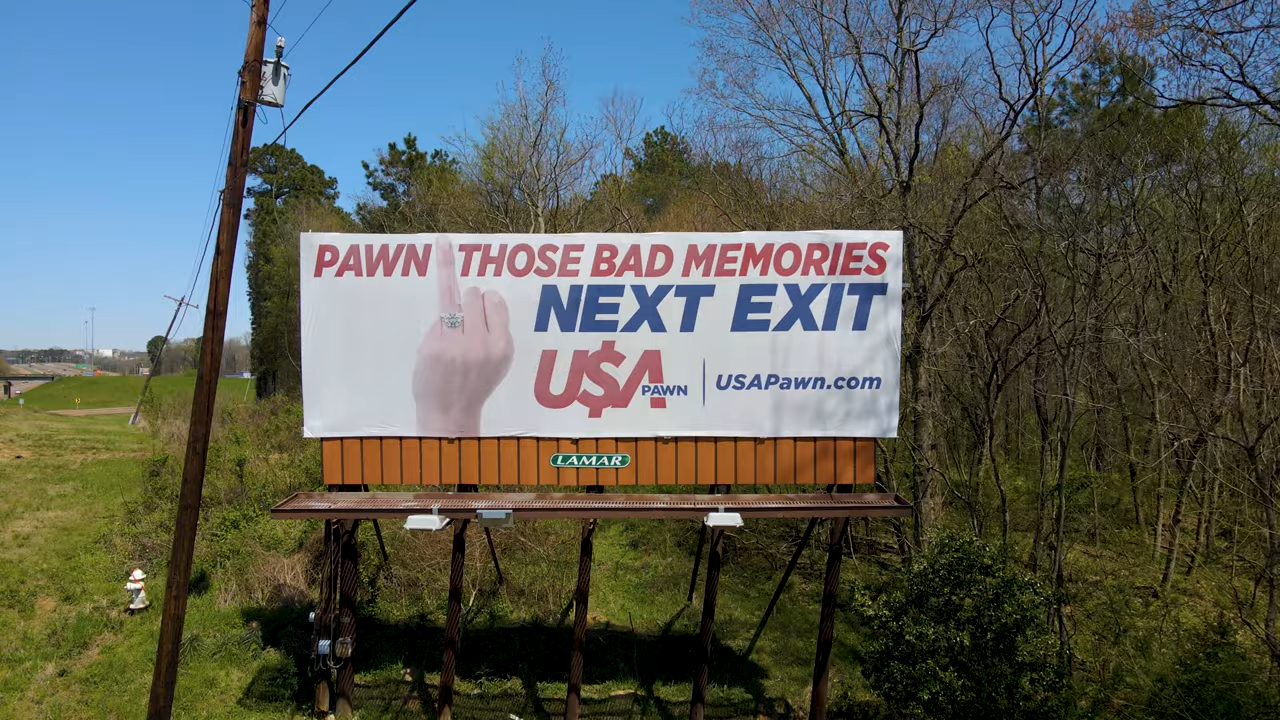 PAWN THOSE BAD MEMORIES
NEXT EXIT
U$A PAWN
USAPawn.com
LAMAR